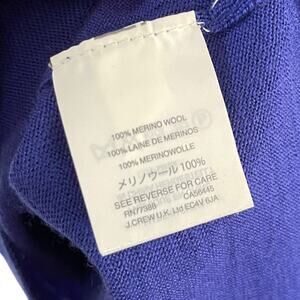 100% MERINO WOOL
100% LAINE DE MERINOS
100% MERINOWOLLE
メリノウール 100%
SEE REVERSE FOR CARE
RN77388 CA56445
J.CREW U.K. Ltd EC4V 6JA